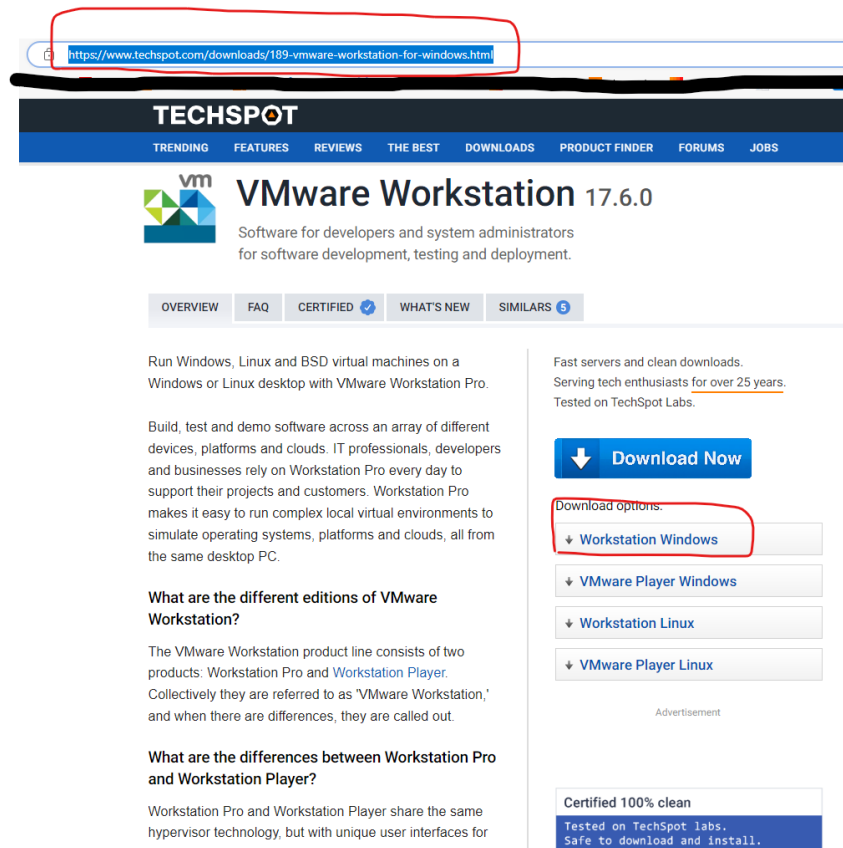 https://www.techspot.com/downloads/189-vmware-workstation-for-windows.html
TECHSPOT
TRENDING FEATURES REVIEWS THE BEST DOWNLOADS PRODUCT FINDER FORUMS JOBS
vm
VMware Workstation 17.6.0
Software for developers and system administrators
for software development, testing and deployment.
OVERVIEW FAQ CERTIFIED WHAT'S NEW SIMILARS 5
Run Windows, Linux and BSD virtual machines on a
Windows or Linux desktop with VMware Workstation Pro.
Build, test and demo software across an array of different
devices, platforms and clouds. IT professionals, developers
and businesses rely on Workstation Pro every day to
support their projects and customers. Workstation Pro
makes it easy to run complex local virtual environments to
simulate operating systems, platforms and clouds, all from
the same desktop PC.
What are the different editions of VMware
Workstation?
The VMware Workstation product line consists of two
products: Workstation Pro and Workstation Player.
Collectively they are referred to as 'VMware Workstation,'
and when there are differences, they are called out.
What are the differences between Workstation Pro
and Workstation Player?
Workstation Pro and Workstation Player share the same
hypervisor technology, but with unique user interfaces for
Fast servers and clean downloads.
Serving tech enthusiasts for over 25 years.
Tested on TechSpot Labs.
Download Now
Download options:
Workstation Windows
VMware Player Windows
Workstation Linux
VMware Player Linux
Advertisement
Certified 100% clean
Tested on TechSpot labs.
Safe to download and install.